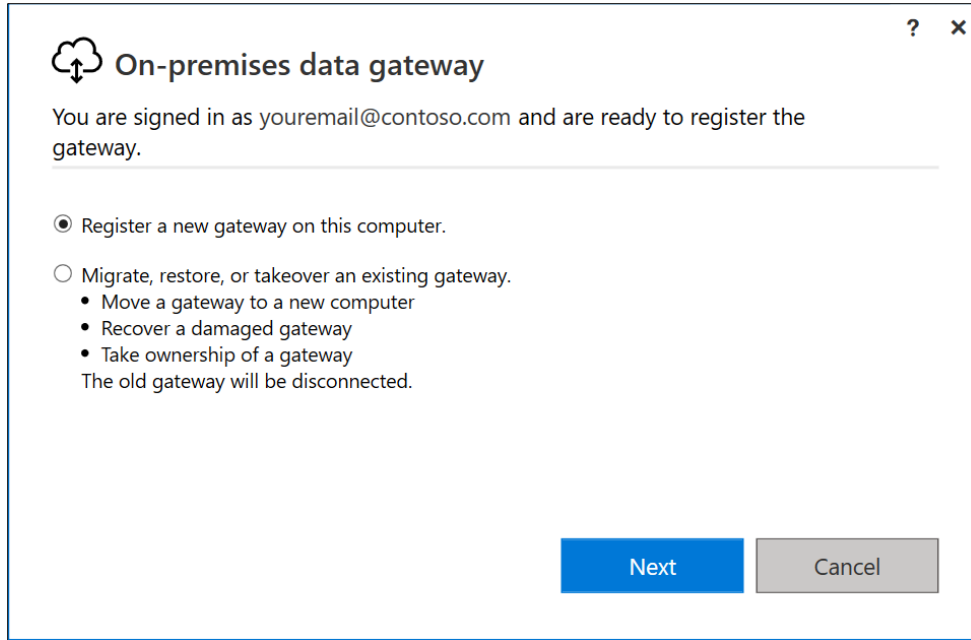 ?
On-premises data gateway
You are signed in as youremail@contoso.com and are ready to register the
gateway.
Register a new gateway on this computer.
Migrate, restore, or takeover an existing gateway.
• Move a gateway to a new computer
• Recover a damaged gateway
• Take ownership of a gateway
The old gateway will be disconnected.
Next Cancel